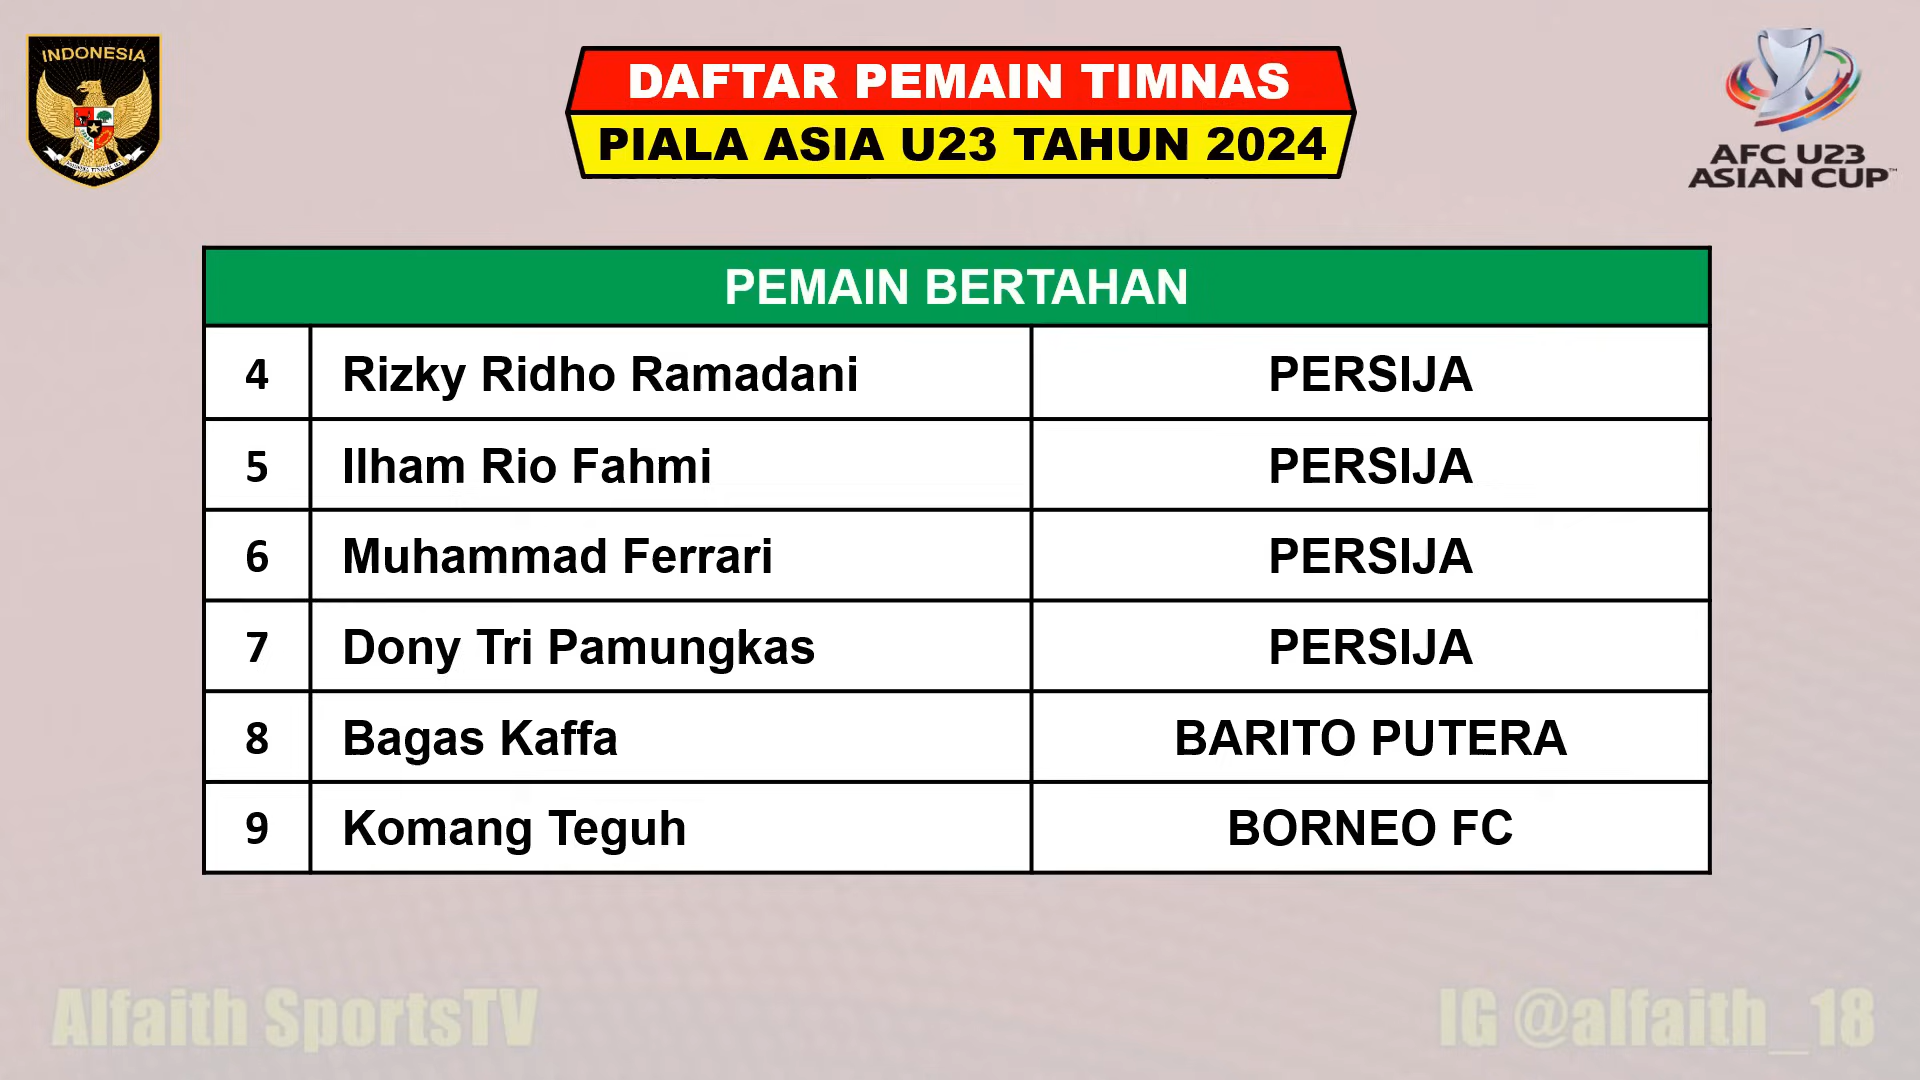 INDONESIA
DAFTAR PEMAIN TIMNAS
PIALA ASIA U23 TAHUN 2024
AFC U23
ASIAN CUP™
PEMAIN BERTAHAN
4 Rizky Ridho Ramadani PERSIJA
5 Ilham Rio Fahmi PERSIJA
6 Muhammad Ferrari PERSIJA
7 Dony Tri Pamungkas PERSIJA
8 Bagas Kaffa BARITO PUTERA
9 Komang Teguh BORNEO FC
Alfaith SportsTV
IG @alfaith_18